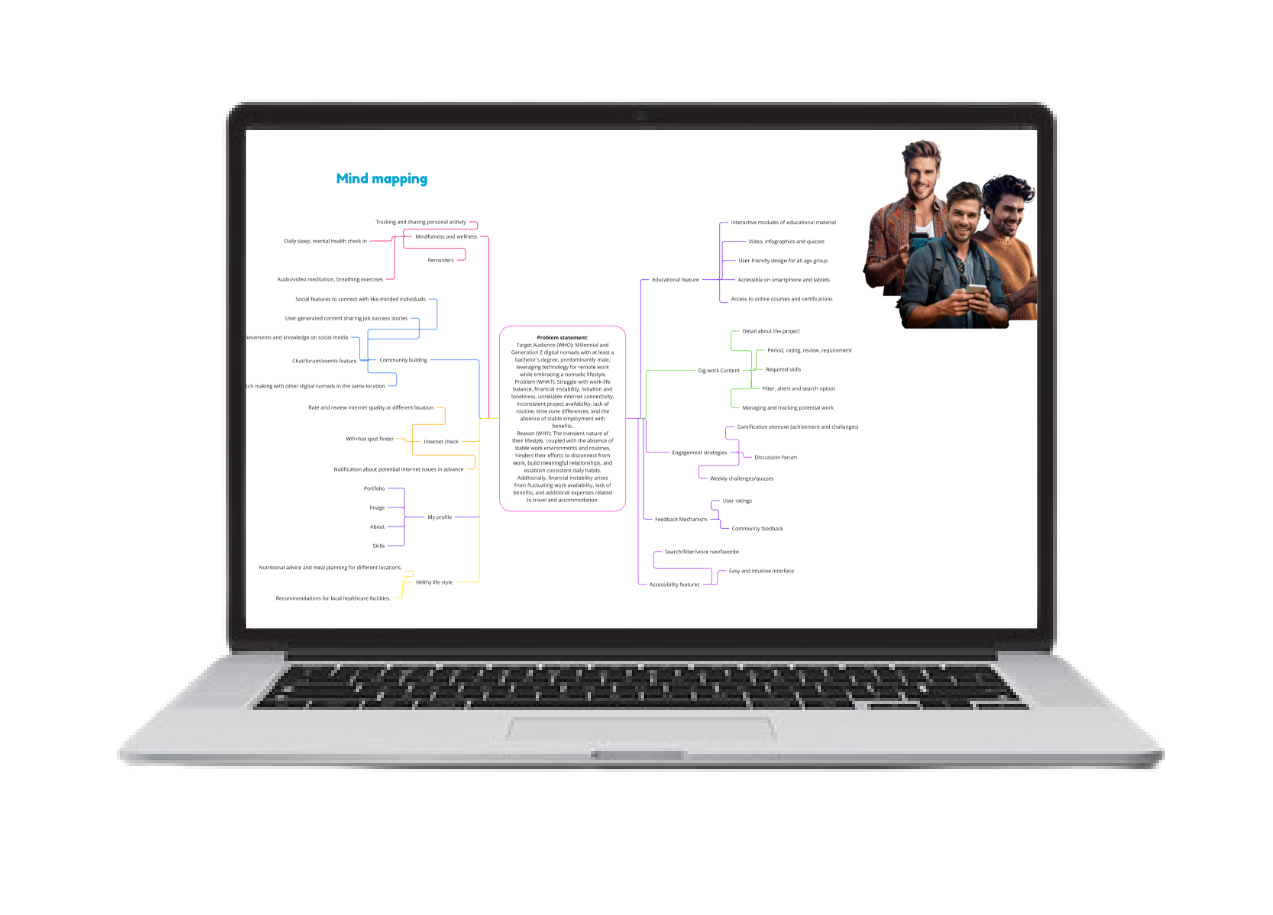 Mind mapping
Tracking and sharing personal acitivty
Mindfulness and wellness
Daily sleep, mental health check in
Reminders
Audio/video meditation, breathing exercises
Social features to connect with like-minded individuals
User-generated content sharing job success stories
ievements and knowledge on social media
Chat/forum/events feature
Community building
tch making with other digital nomads in the same location
Rate and review internet quality at different location
Wifi+hat spot finder
Internet check
Notification about potential internet issues in advance
Portfolio
Image
My profile
About
Skills
Nutritional advice and meal planning for different locations.
Helthy life style
Recommendations for local healthcare facilities.
Problem statement:
Target Audience (WHO): Millennial and
Generation Z digital nomads with at least a
bachelor's degree, predominantly male,
leveraging technology for remote work
while embracing a nomadic lifestyle
Problem (WHAT): Struggle with work-life
balance, financial instability, isolation and
loneliness, unreliable internet connectivity,
inconsistent project availability, lack of
routine, time zone differences, and the
absence of stable employment with
benefits.
Reason (WHY): The transient nature of
their lifestyle, coupled with the absence of
stable work environments and routines,
hinders their efforts to disconnect from
work, build meaningful relationships, and
establish consistent daily habits.
Additionally, financial instability arises
from fluctuating work availability, lack of
benefits, and additional expenses related
to travel and accommodation.
Interactive modules of educational material
Video, infographics and quizzes
User-friendly design for all age group
Educational feature
Accessible on smartphone and tablets
Access to online courses and certifications
Detail about the project
Period, rating, review, requirement
Gig work Content
Required skills
Filter, altert and search option
Managing and tracking potential work
Gamification element (achivement and challenges)
Engagement strategies
Discussion forum
Weekly challenges/quizzes
User ratings
Feedback Mechanism
Community feedback
Search/filter/voice nav/favorite
Easy and intuitive interface
Accessibility features